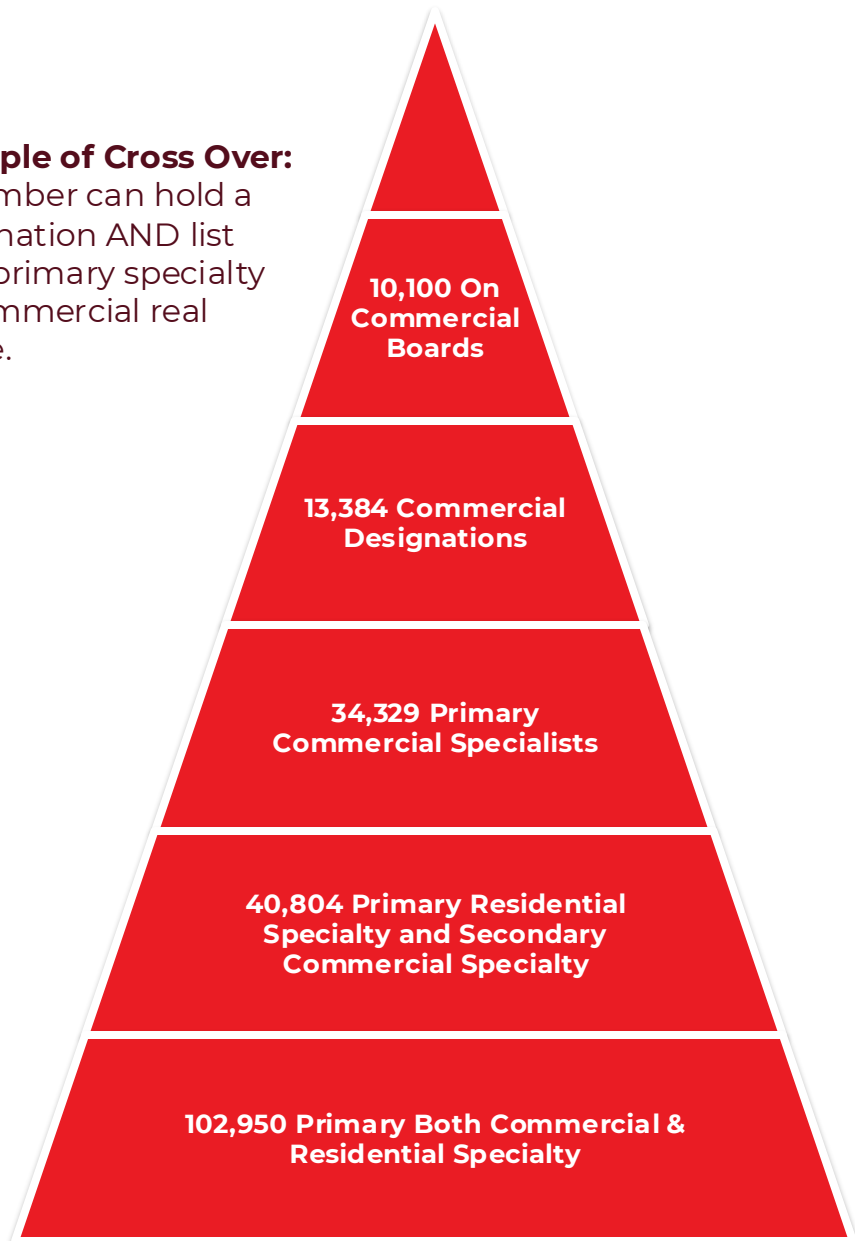 ple of Cross Over:
mber can hold a
nation AND list
primary specialty
mmercial real
e.
10,100 On
Commercial
Boards
13,384 Commercial
Designations
34,329 Primary
Commercial Specialists
40,804 Primary Residential
Specialty and Secondary
Commercial Specialty
102,950 Primary Both Commercial &
Residential Specialty